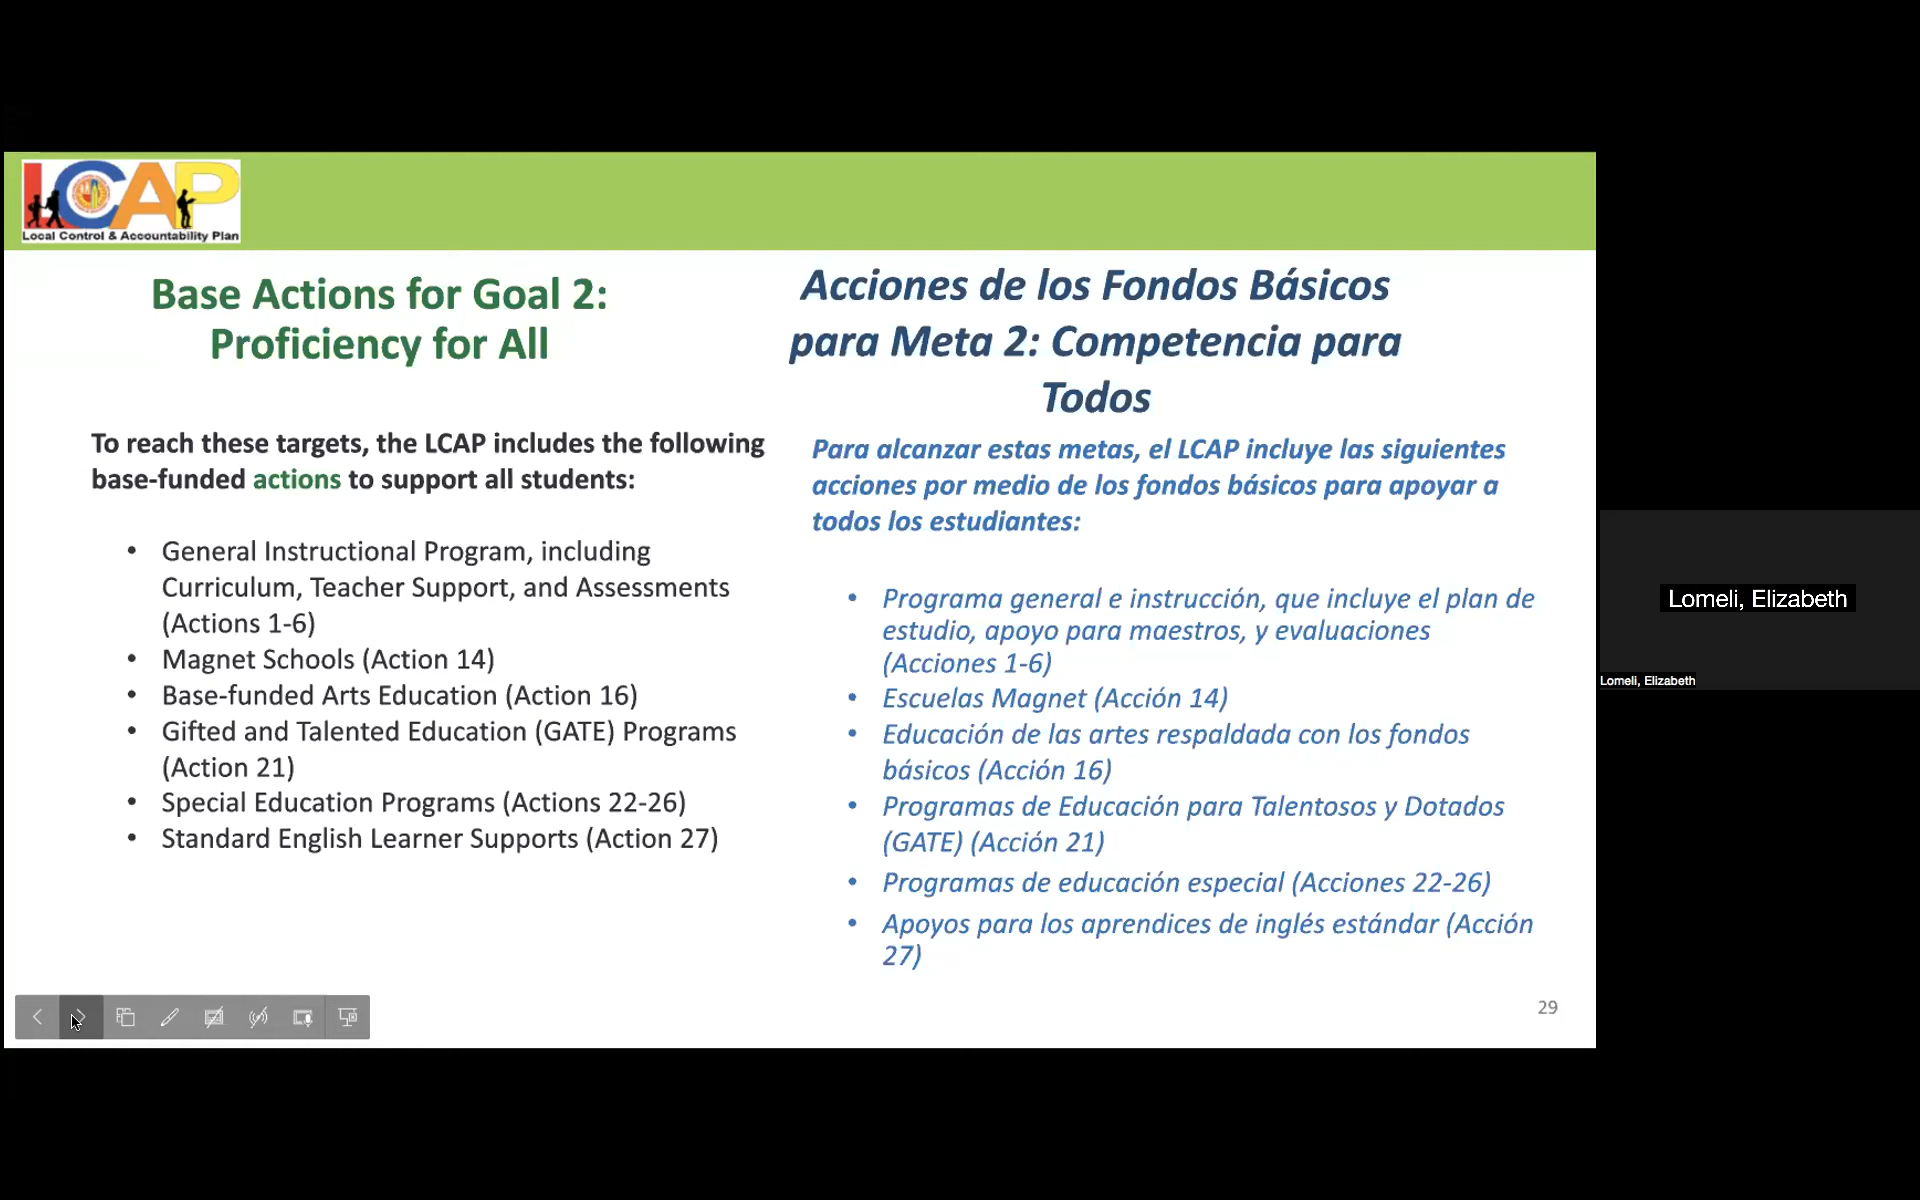 LCAP
Local Control & Accountability Plan
Base Actions for Goal 2:
Proficiency for All
To reach these targets, the LCAP includes the following
base-funded actions to support all students:
• General Instructional Program, including
Curriculum, Teacher Support, and Assessments
(Actions 1-6)
• Magnet Schools (Action 14)
• Base-funded Arts Education (Action 16)
• Gifted and Talented Education (GATE) Programs
(Action 21)
• Special Education Programs (Actions 22-26)
• Standard English Learner Supports (Action 27)
Acciones de los Fondos Básicos
para Meta 2: Competencia para
Todos
Para alcanzar estas metas, el LCAP incluye las siguientes
acciones por medio de los fondos básicos para apoyar a
todos los estudiantes:
• Programa general e instrucción, que incluye el plan de
estudio, apoyo para maestros, y evaluaciones
(Acciones 1-6)
• Escuelas Magnet (Acción 14)
• Educación de las artes respaldada con los fondos
básicos (Acción 16)
• Programas de Educación para Talentosos y Dotados
(GATE) (Acción 21)
• Programas de educación especial (Acciones 22-26)
• Apoyos para los aprendices de inglés estándar (Acción
27)
29
Lomeli, Elizabeth
Lomeli, Elizabeth